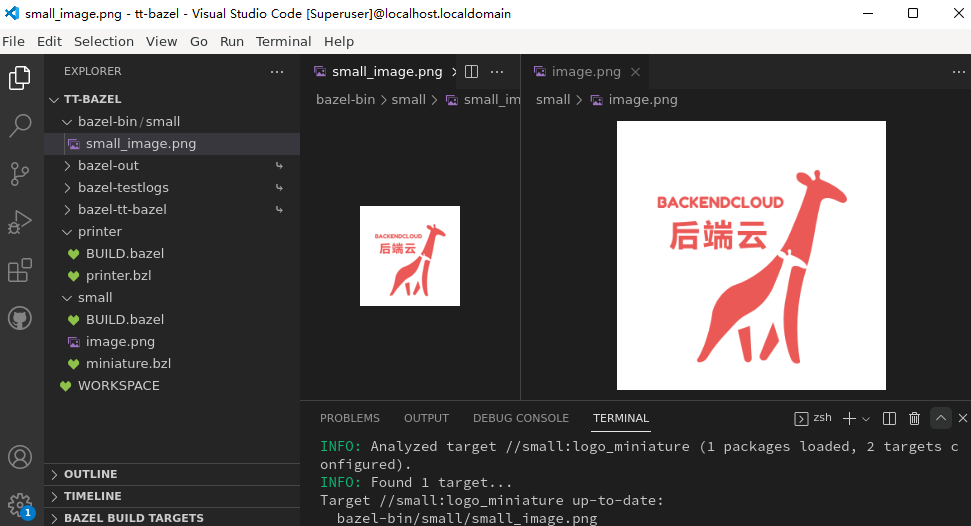 small_image.png - tt-bazel - Visual Studio Code [Superuser]@localhost.localdomain
File Edit Selection View Go Run Terminal Help
EXPLORER
TT-BAZEL
bazel-bin / small
small_image.png
bazel-out
bazel-testlogs
bazel-tt-bazel
printer
BUILD.bazel
printer.bzl
small
BUILD.bazel
image.png
miniature.bzl
WORKSPACE
OUTLINE
TIMELINE
BAZEL BUILD TARGETS
1
small_image.png
bazel-bin > small > small_im
BACKENDCLOUD
后端云
image.png
small > image.png
BACKENDCLOUD
后端云
PROBLEMS OUTPUT DEBUG CONSOLE TERMINAL zsh
INFO: Analyzed target //small:logo_miniature (1 packages loaded, 2 targets c
onfigured).
INFO: Found 1 target...
Target //small:logo_miniature up-to-date:
bazel-bin/small/small_image.png